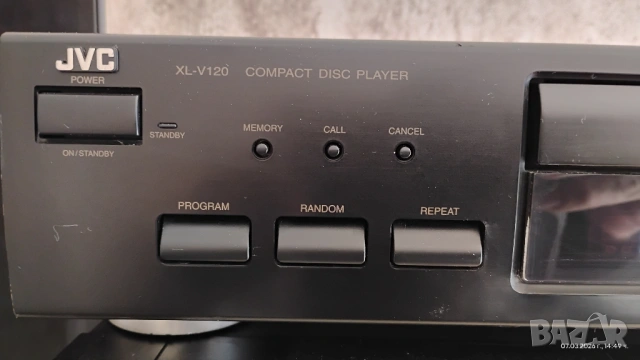 JVC
XL-V120 COMPACT DISC PLAYER
POWER
STANDBY
ON/STANDBY
MEMORY CALL CANCEL
PROGRAM RANDOM REPEAT
BAZAR
07.03.2026 г., 14:49